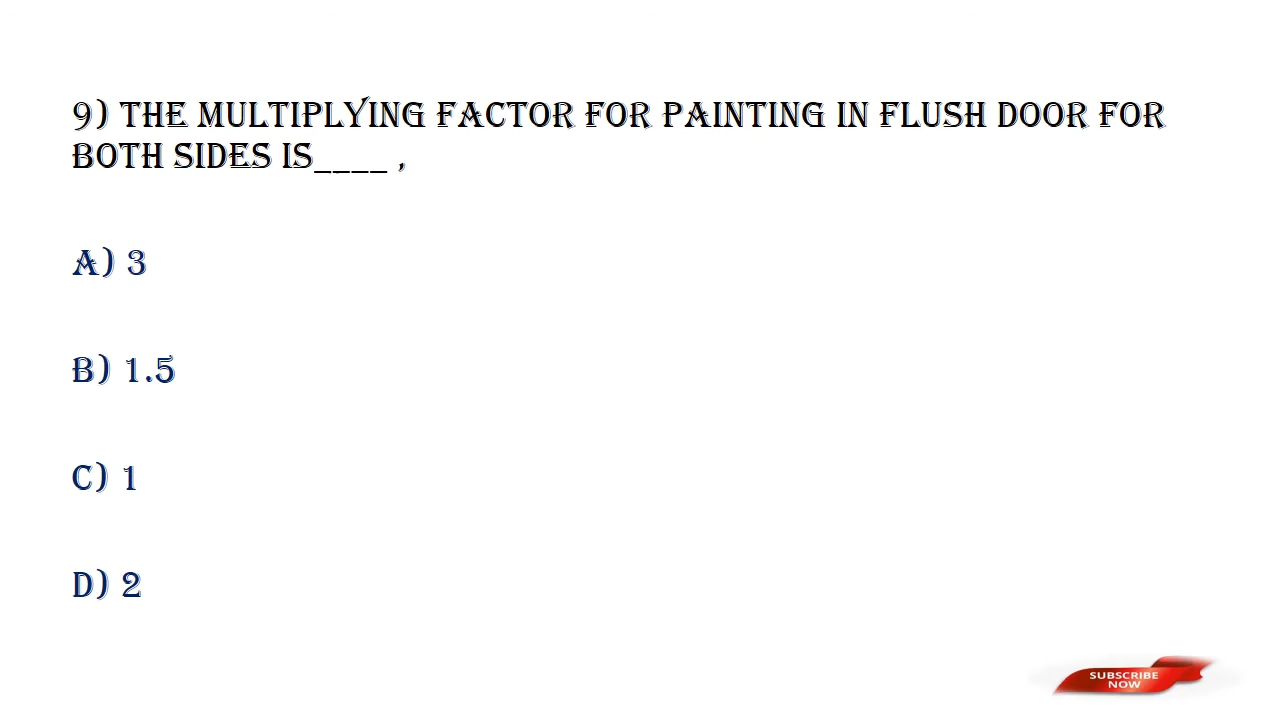 9) THE MULTIPLYING FACTOR FOR PAINTING IN FLUSH DOOR FOR
BOTH SIDES IS____ ,
A) 3
B) 1.5
C) 1
D) 2
SUBSCRIBE
NOW